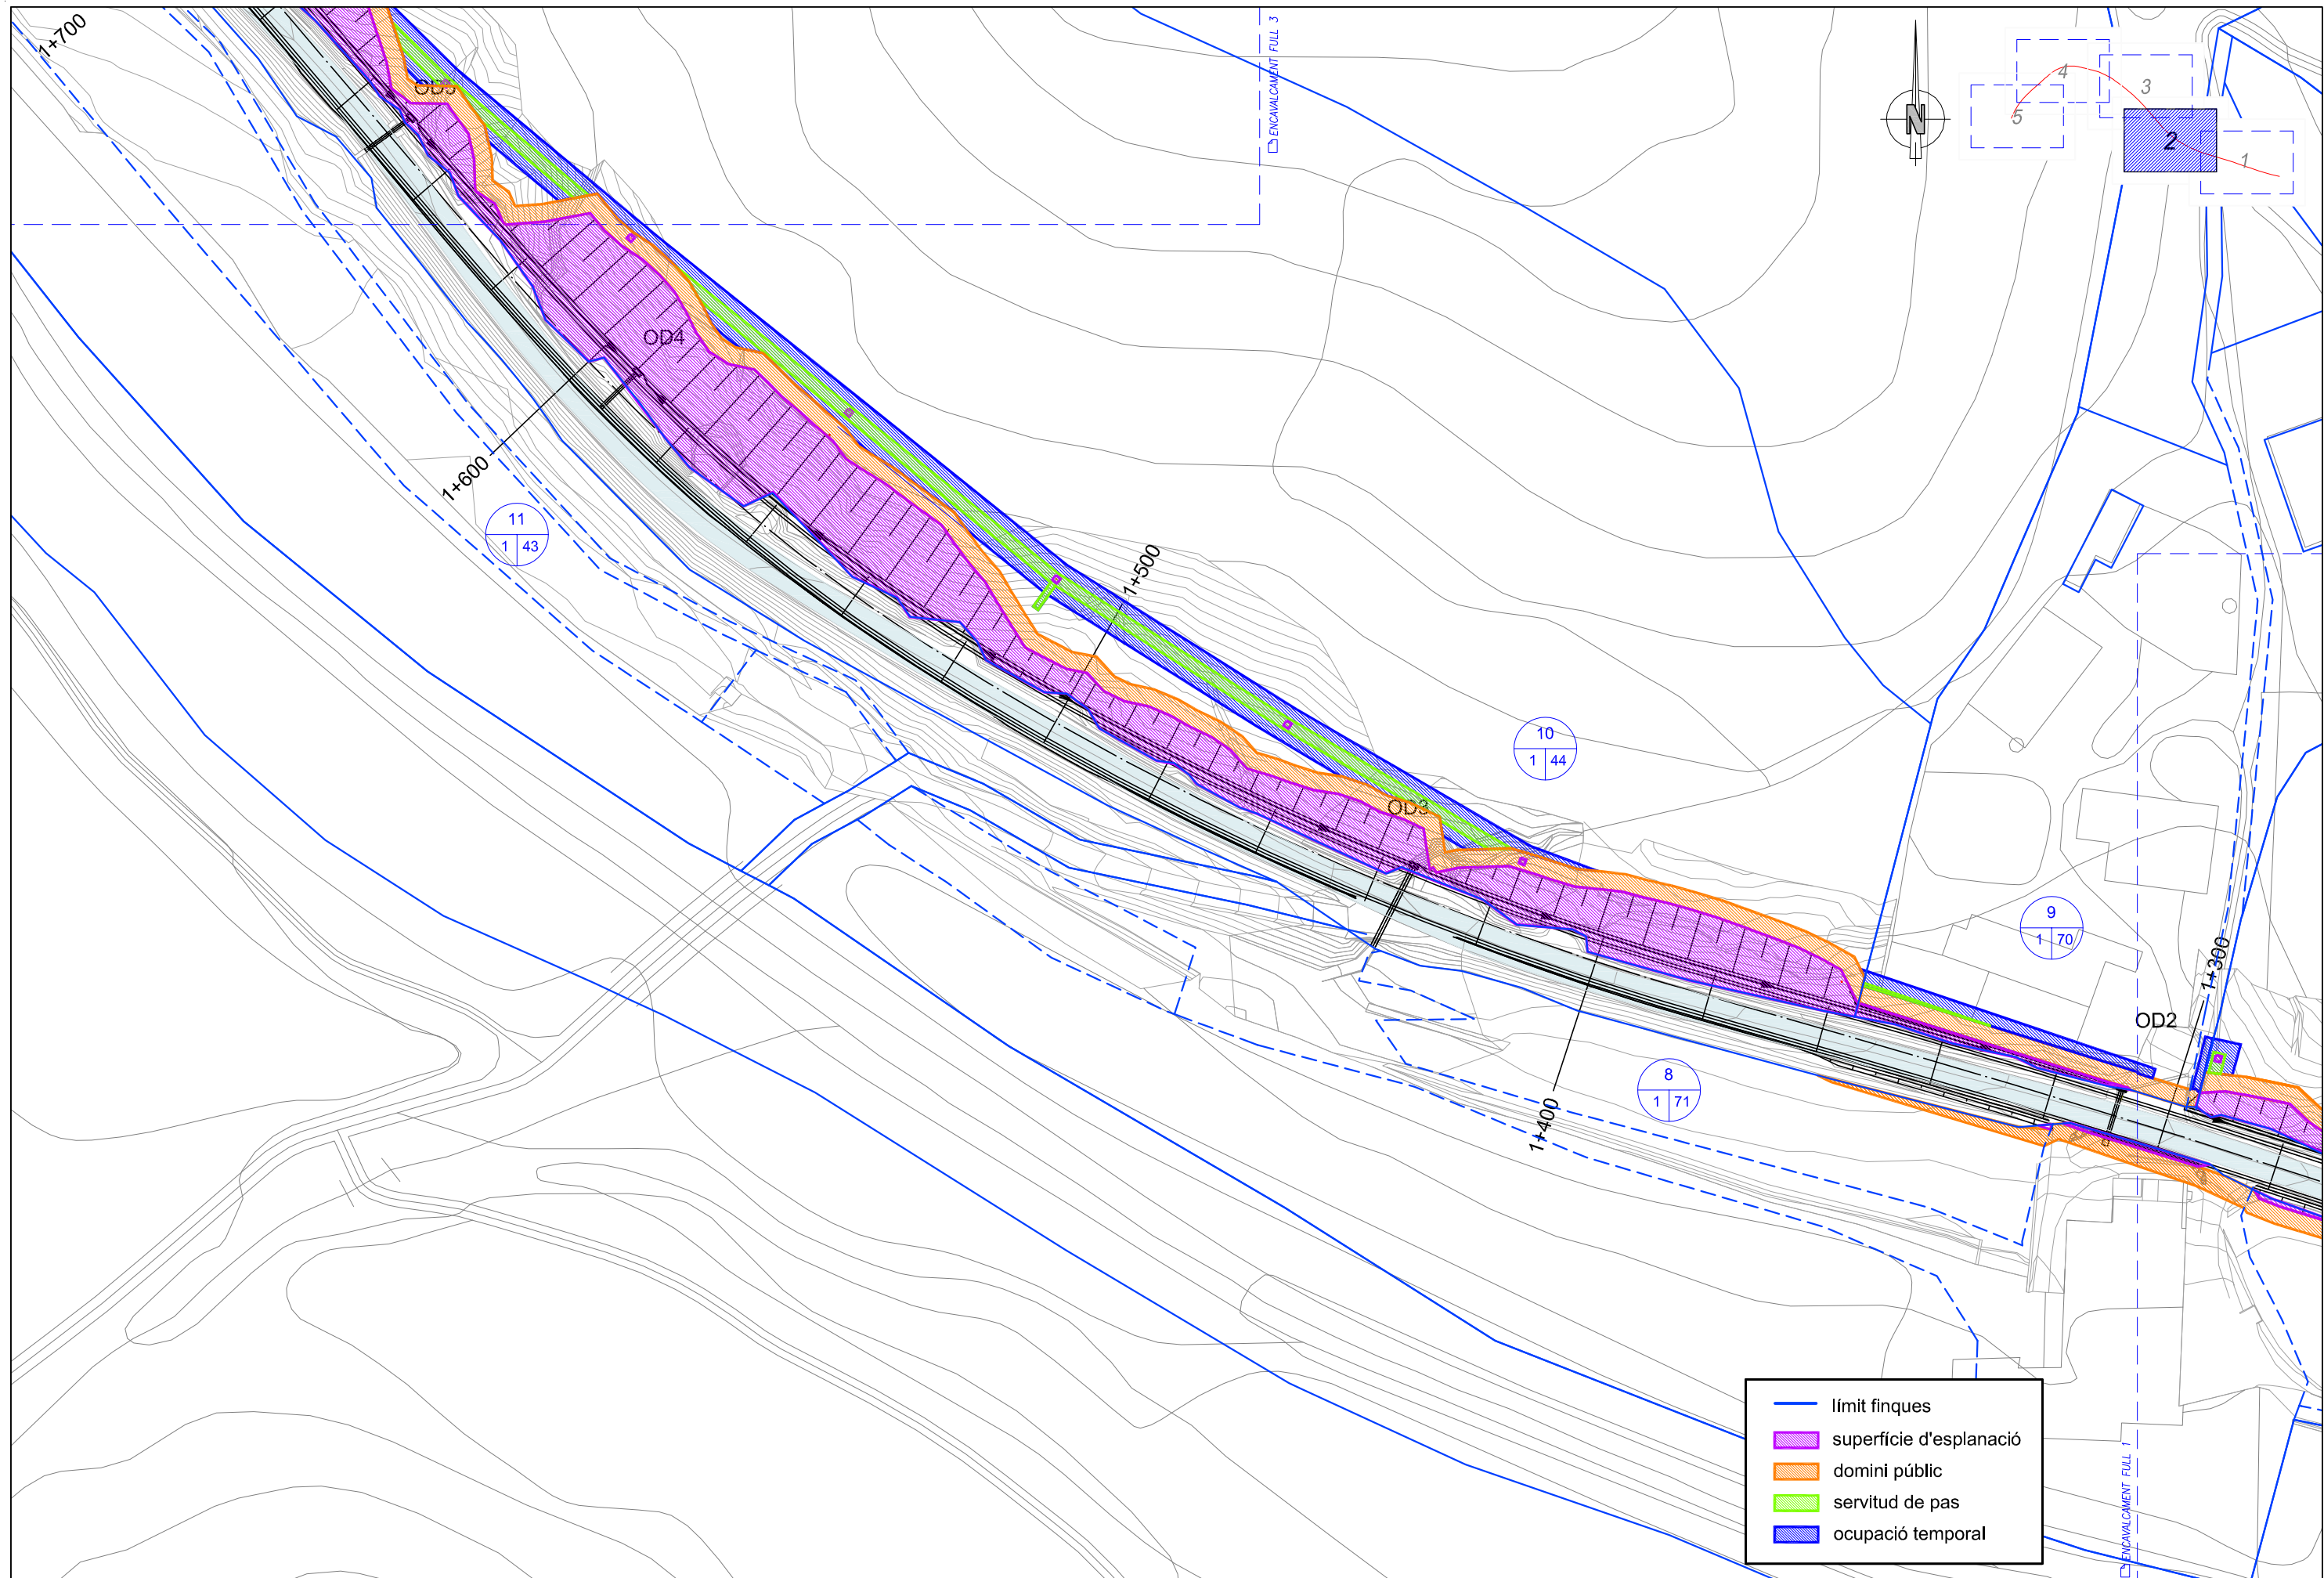 1+700
OD5
ENCAVALCAMENT FULL 3
N
4
3
5
2
1
OD4
1+600
11
1 43
1+500
10
1 44
OD3
9
1 70
1+300
OD2
8
1 71
1+400
límit finques
superfície d'esplanació
domini públic
servitud de pas
ocupació temporal
ENCAVALCAMENT FULL 1